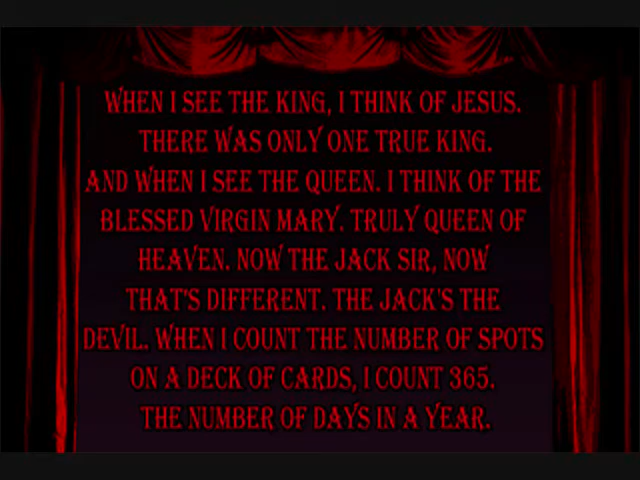 WHEN I SEE THE KING, I THINK OF JESUS.
THERE WAS ONLY ONE TRUE KING.
AND WHEN I SEE THE QUEEN. I THINK OF THE
BLESSED VIRGIN MARY. TRULY QUEEN OF
HEAVEN. NOW THE JACK SIR, NOW
THAT'S DIFFERENT. THE JACK'S THE
DEVIL. WHEN I COUNT THE NUMBER OF SPOTS
ON A DECK OF CARDS, I COUNT 365.
THE NUMBER OF DAYS IN A YEAR.